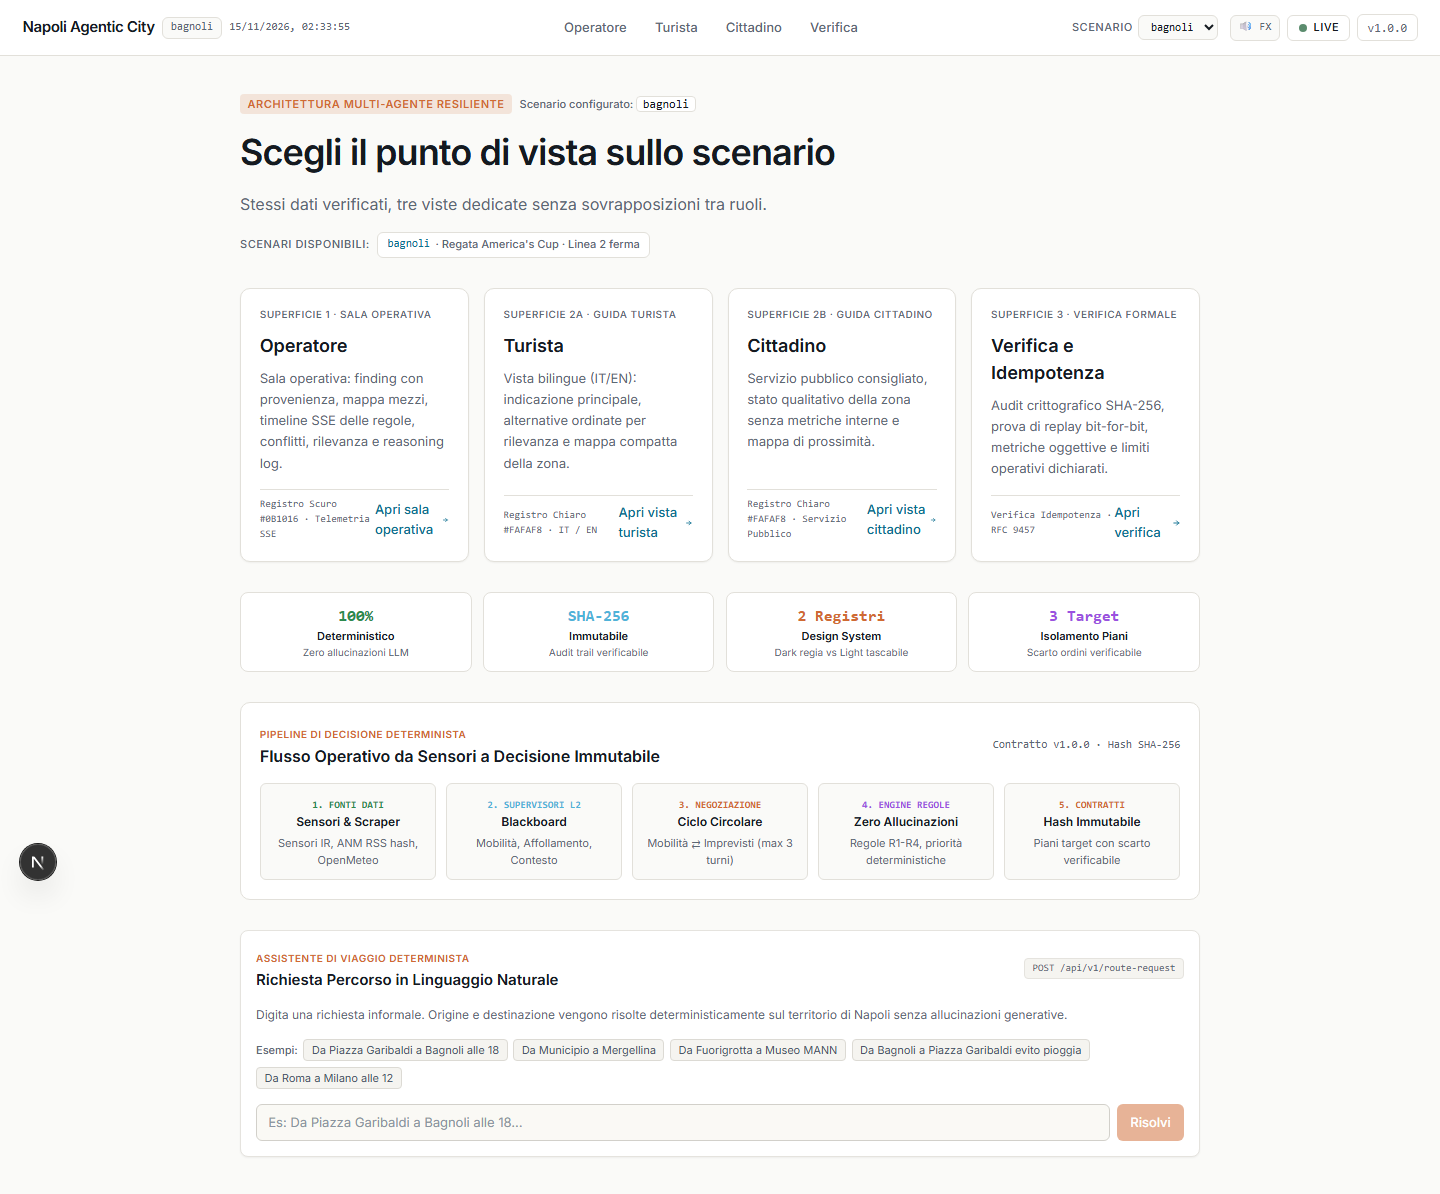 Napoli Agentic City bagnoli 15/11/2026, 02:33:55 Operatore Turista Cittadino Verifica SCENARIO bagnoli FX LIVE v1.0.0
ARCHITETTURA MULTI-AGENTE RESILIENTE Scenario configurato: bagnoli
Scegli il punto di vista sullo scenario
Stessi dati verificati, tre viste dedicate senza sovrapposizioni tra ruoli.
SCENARI DISPONIBILI: bagnoli · Regata America's Cup · Linea 2 ferma
SUPERFICIE 1 · SALA OPERATIVA
Operatore
Sala operativa: finding con
provenienza, mappa mezzi,
timeline SSE delle regole,
conflitti, rilevanza e reasoning
log.
Registro Scuro
#0B1016 · Telemetria
SSE
Apri sala
operativa →
SUPERFICIE 2A · GUIDA TURISTA
Turista
Vista bilingue (IT/EN):
indicazione principale,
alternative ordinate per
rilevanza e mappa compatta
della zona.
Registro Chiaro
#FAFAF8 · IT / EN
Apri vista
turista →
SUPERFICIE 2B · GUIDA CITTADINO
Cittadino
Servizio pubblico consigliato,
stato qualitativo della zona
senza metriche interne e
mappa di prossimità.
Registro Chiaro
#FAFAF8 · Servizio
Pubblico
Apri vista
cittadino →
SUPERFICIE 3 · VERIFICA FORMALE
Verifica e
Idempotenza
Audit crittografico SHA-256,
prova di replay bit-for-bit,
metriche oggettive e limiti
operativi dichiarati.
Verifica Idempotenza ·
RFC 9457
Apri
verifica →
100%
Deterministico
Zero allucinazioni LLM
SHA-256
Immutabile
Audit trail verificabile
2 Registri
Design System
Dark regia vs Light tascabile
3 Target
Isolamento Piani
Scarto ordini verificabile
PIPELINE DI DECISIONE DETERMINISTA
Flusso Operativo da Sensori a Decisione Immutabile
Contratto v1.0.0 · Hash SHA-256
1. FONTI DATI
Sensori & Scraper
Sensori IR, ANM RSS hash,
OpenMeteo
2. SUPERVISORI L2
Blackboard
Mobilità, Affollamento,
Contesto
3. NEGOZIAZIONE
Ciclo Circolare
Mobilità ⇄ Imprevisti (max 3
turni)
4. ENGINE REGOLE
Zero Allucinazioni
Regole R1-R4, priorità
deterministiche
5. CONTRATTI
Hash Immutabile
Piani target con scarto
verificabile
N
ASSISTENTE DI VIAGGIO DETERMINISTA
Richiesta Percorso in Linguaggio Naturale
POST /api/v1/route-request
Digita una richiesta informale. Origine e destinazione vengono risolte deterministicamente sul territorio di Napoli senza allucinazioni generative.
Esempi: Da Piazza Garibaldi a Bagnoli alle 18 Da Municipio a Mergellina Da Fuorigrotta a Museo MANN Da Bagnoli a Piazza Garibaldi evito pioggia
Da Roma a Milano alle 12
Es: Da Piazza Garibaldi a Bagnoli alle 18... Risolvi